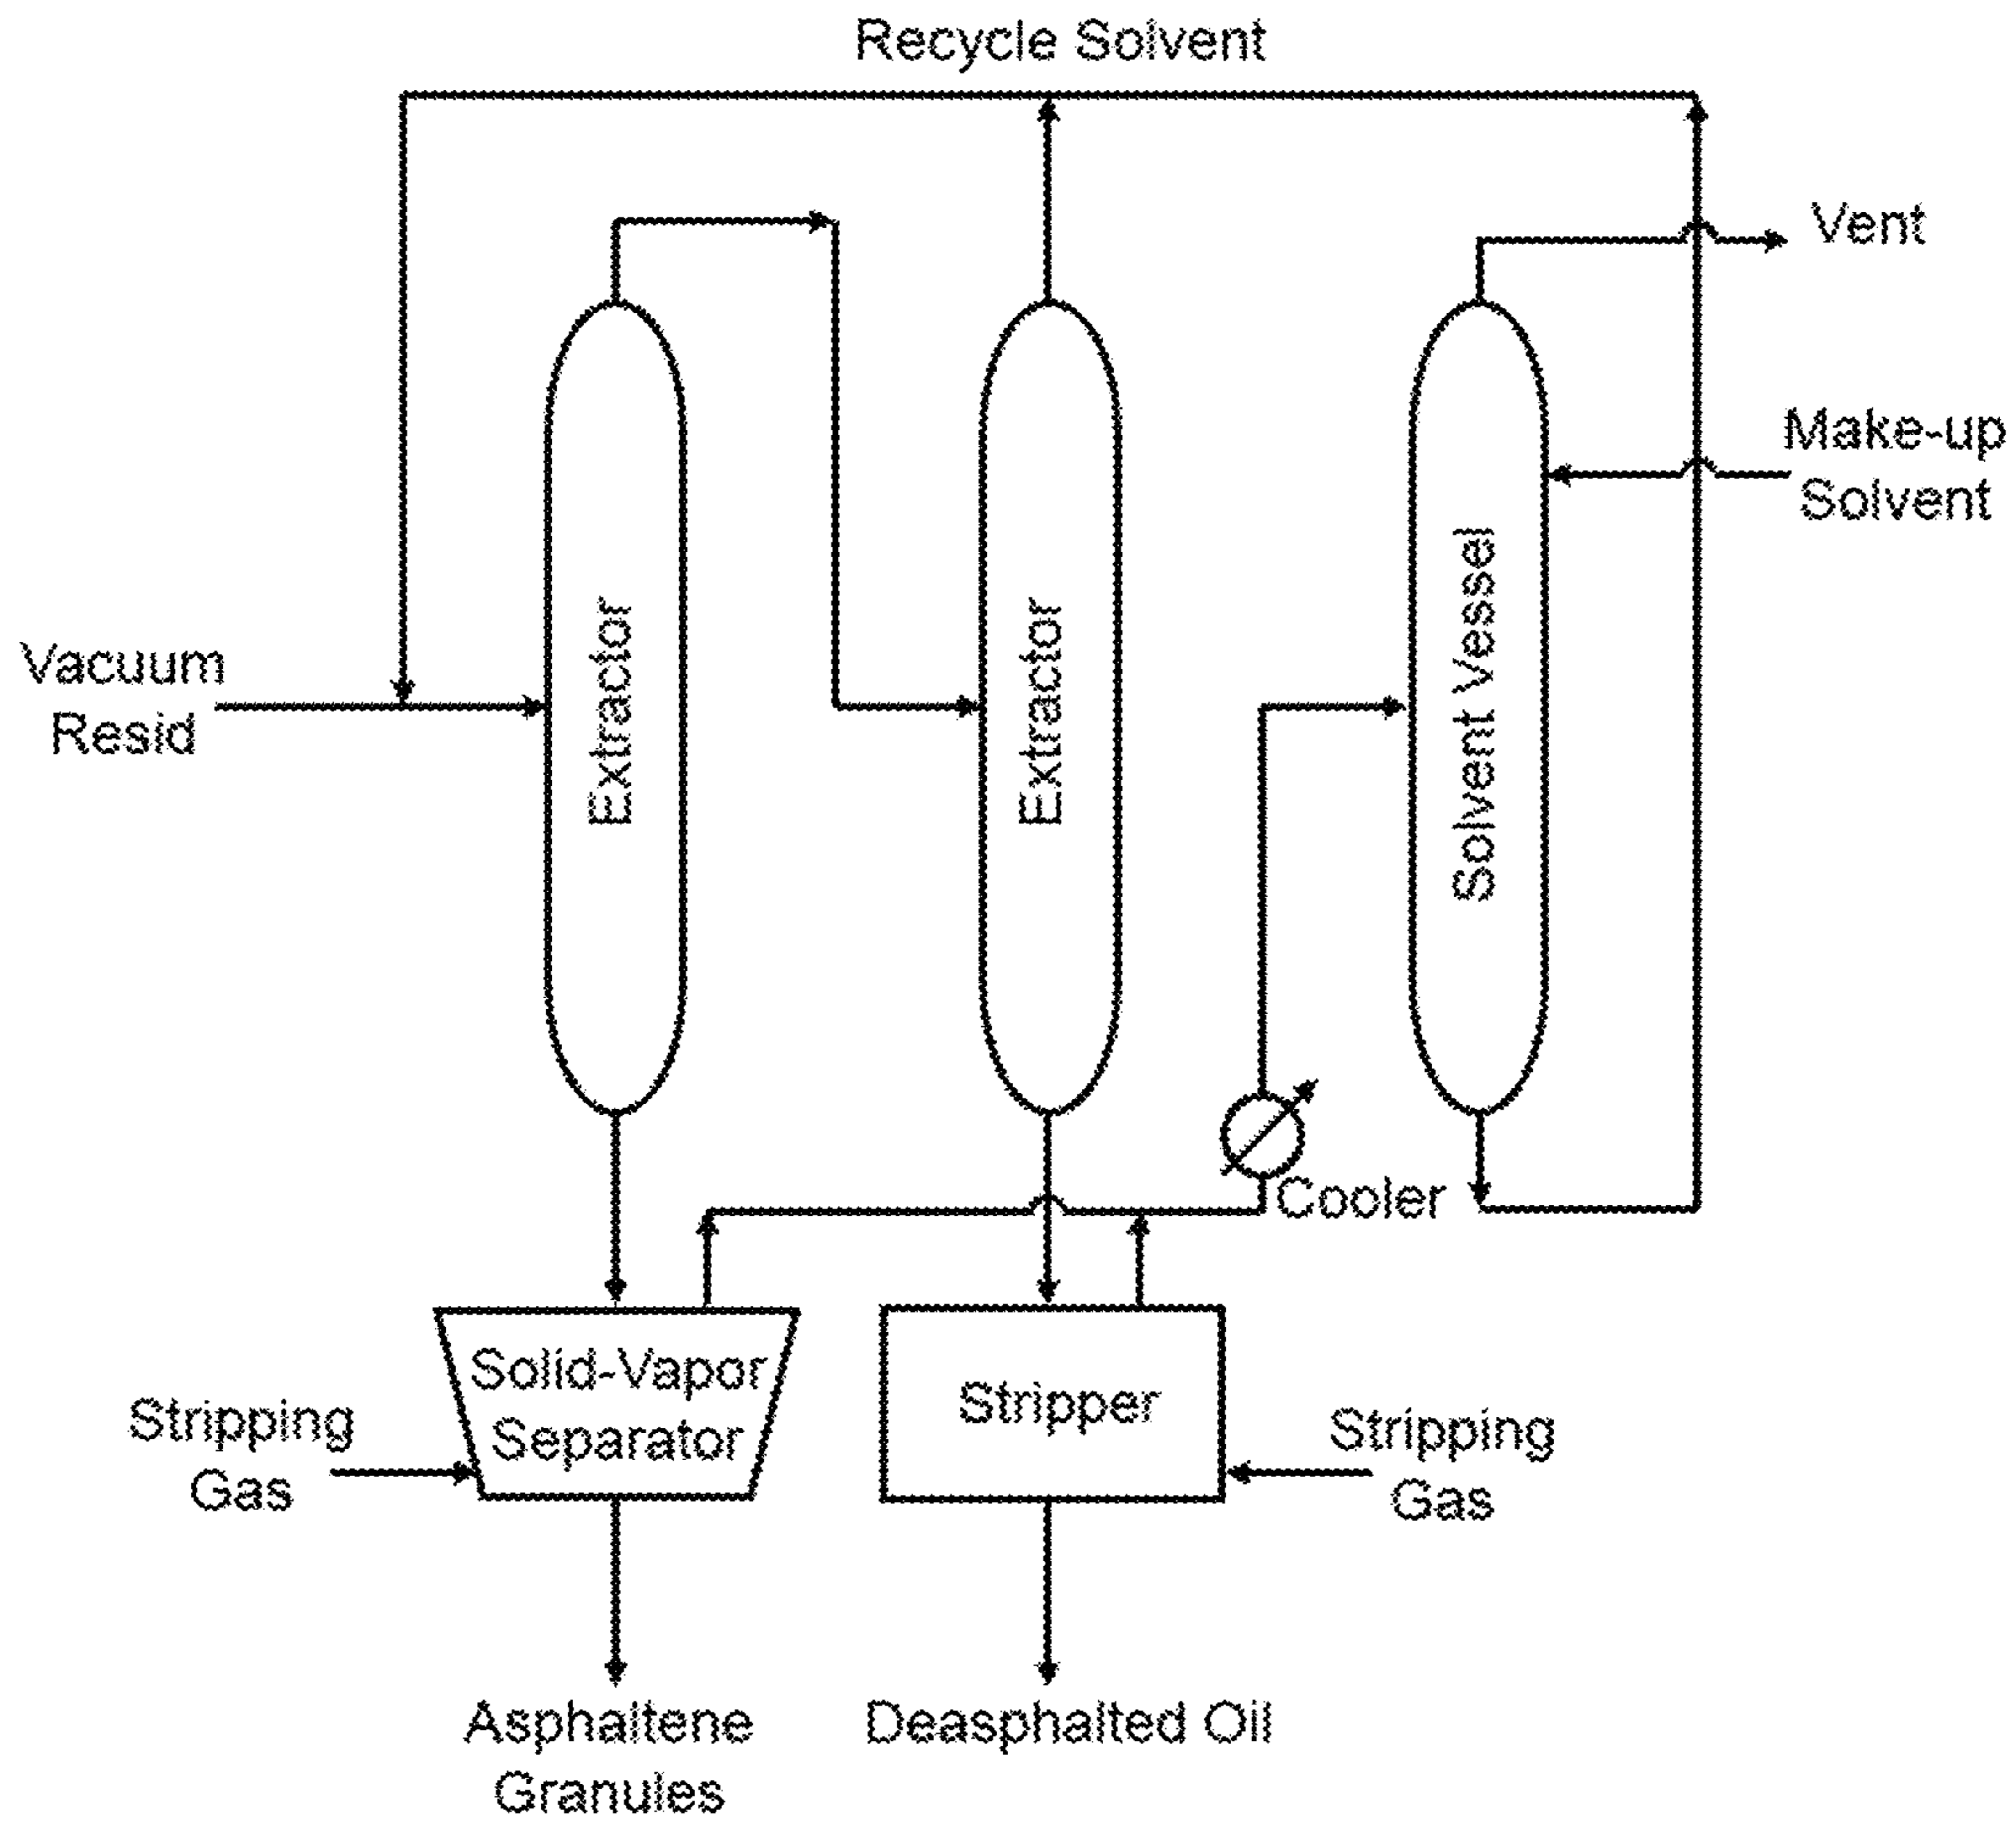 Recycle Solvent
Vent
Make-up
Solvent
Vacuum
Resid
Extractor
Extractor
Solvent Vessel
Cooler
Solid-Vapor
Separator
Stripper
Stripping
Gas
Stripping
Gas
Asphaltene
Granules
Deasphalted Oil